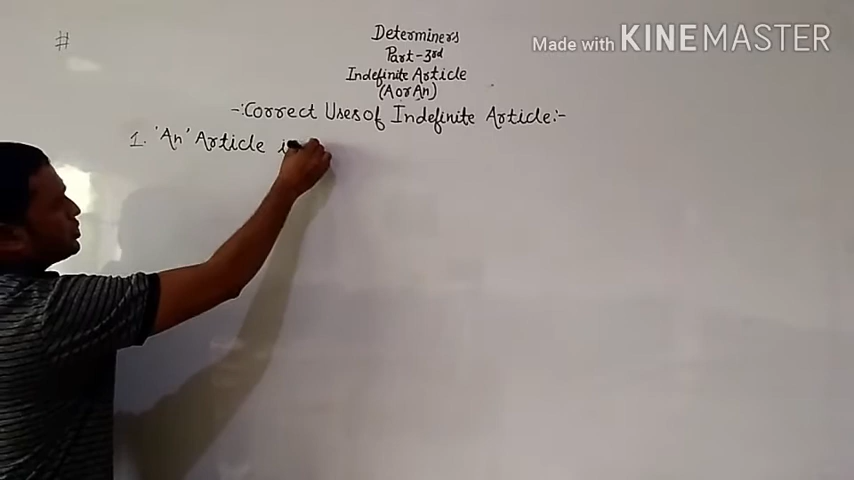 #
Determiners
Part-3rd
Indefinite Article
(A or An)
-:Correct Uses of Indefinite Article:-
1. 'An' Article i
Made with KINEMASTER